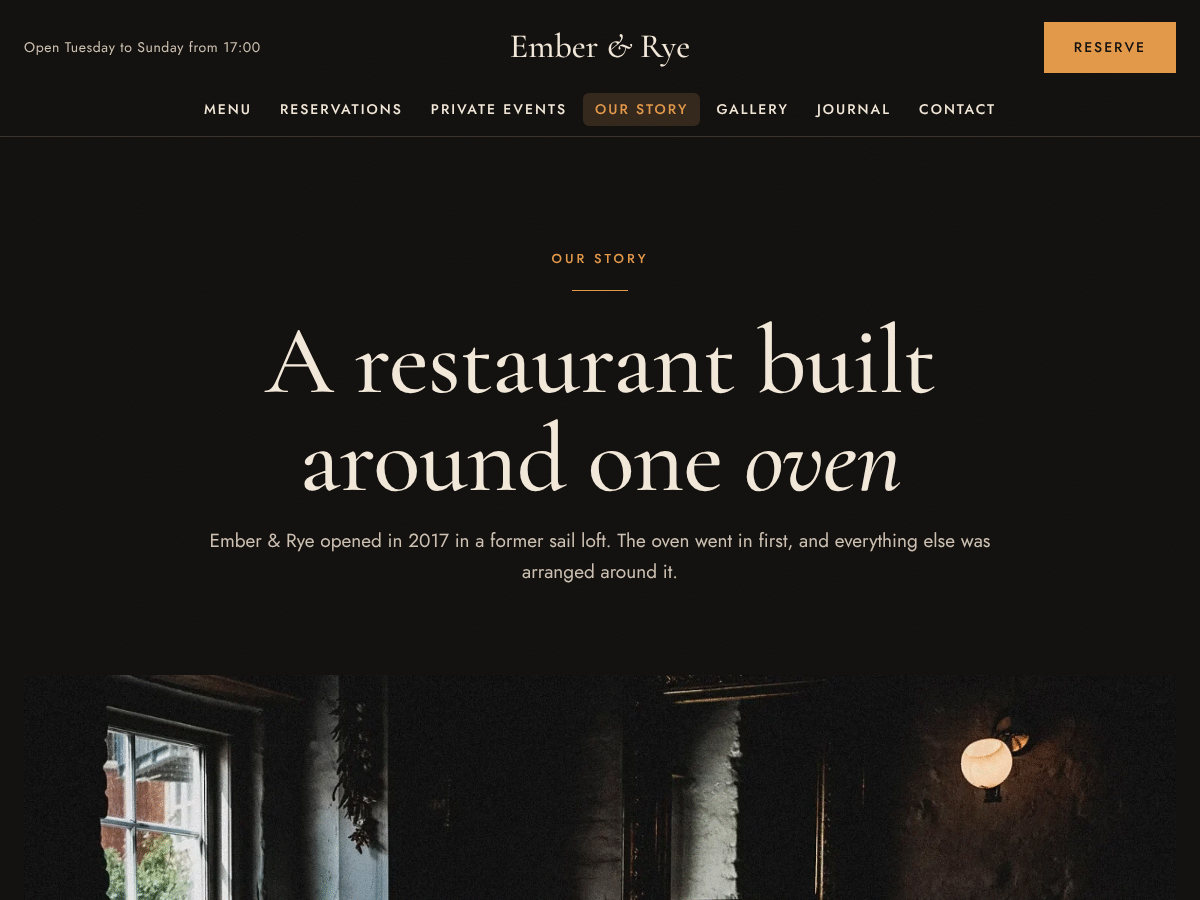 Open Tuesday to Sunday from 17:00
Ember & Rye
RESERVE
MENU RESERVATIONS PRIVATE EVENTS OUR STORY GALLERY JOURNAL CONTACT
OUR STORY
A restaurant built
around one oven
Ember & Rye opened in 2017 in a former sail loft. The oven went in first, and everything else was
arranged around it.